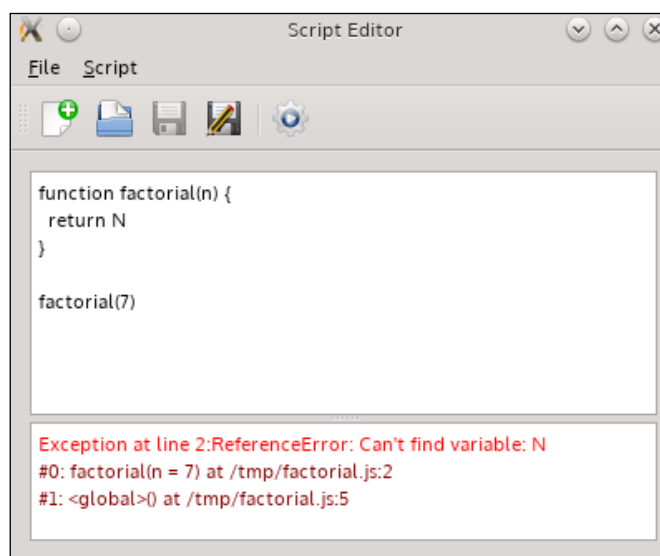 Script Editor
File Script
function factorial(n) {
  return N
}
factorial(7)
Exception at line 2:ReferenceError: Can't find variable: N
#0: factorial(n = 7) at /tmp/factorial.js:2
#1: <global>() at /tmp/factorial.js:5